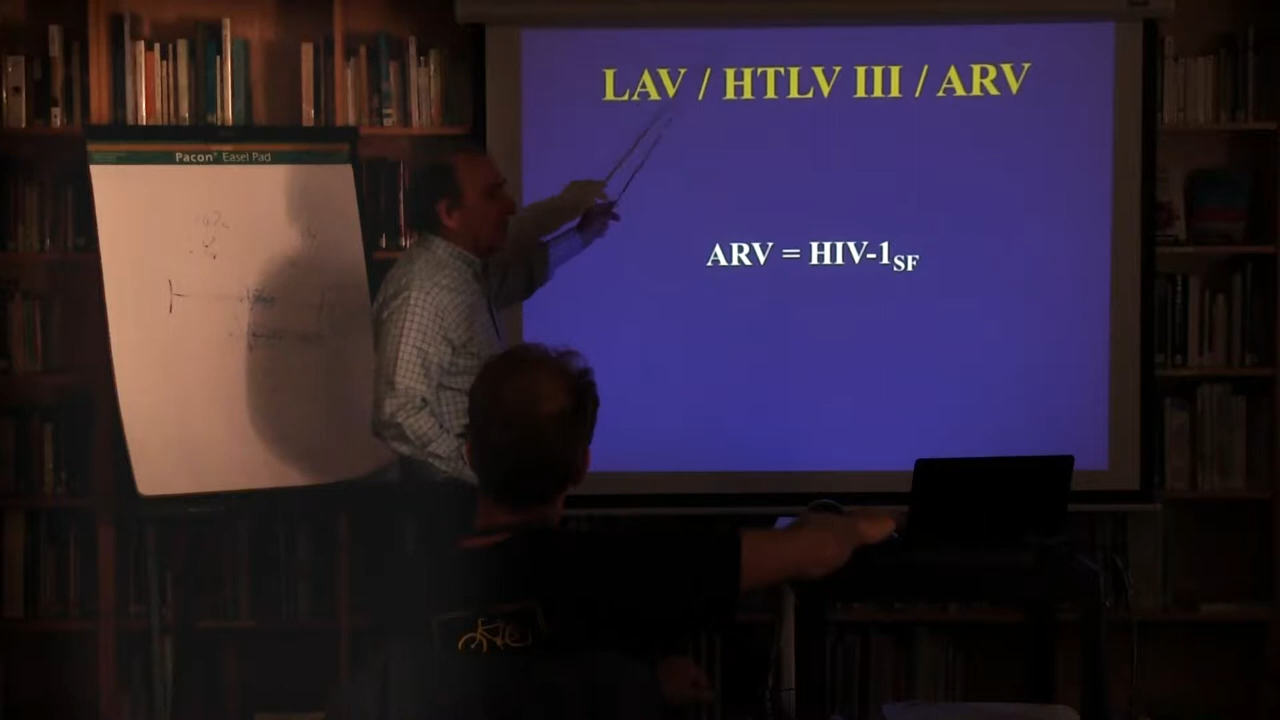 LAV / HTLV III / ARV
Pacon® Easel Pad
ARV = HIV-1SF